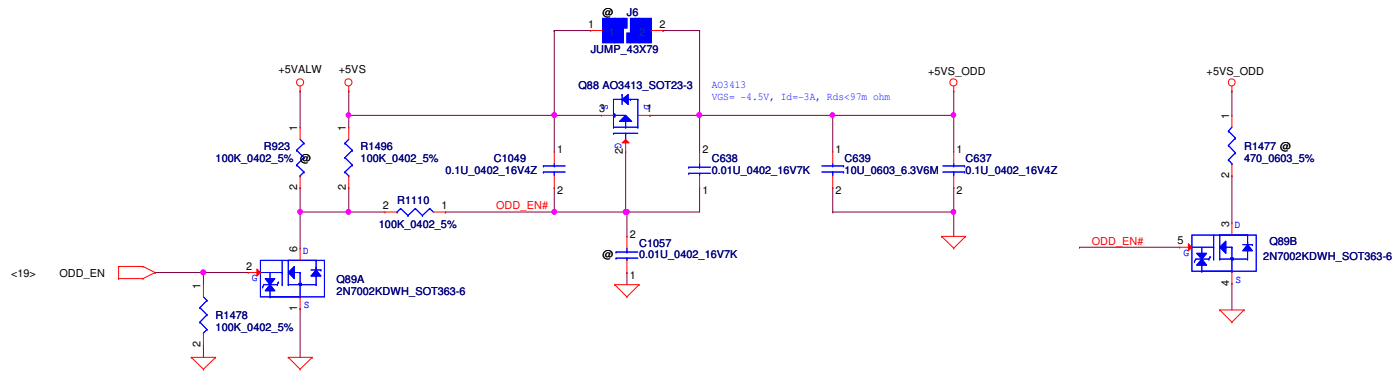 @ J6
1
2
JUMP_43X79
+5VALW
+5VS
Q88 AO3413_SOT23-3
AO3413
VGS= -4.5V, Id=-3A, Rds<97m ohm
+5VS_ODD
+5VS_ODD
3
S
D
1
G
2
1
R923
100K_0402_5%
@
2
1
R1496
100K_0402_5%
2
1
C1049
0.1U_0402_16V4Z
2
2
C638
0.01U_0402_16V7K
1
1
C639
10U_0603_6.3V6M
2
1
C637
0.1U_0402_16V4Z
2
1
R1477 @
470_0603_5%
2
2
R1110
1
100K_0402_5%
ODD_EN#
2
C1057
@
0.01U_0402_16V7K
1
<19>
ODD_EN
2
G
6
D
Q89A
2N7002KDWH_SOT363-6
1
S
1
R1478
100K_0402_5%
2
ODD_EN#
5
G
3
D
Q89B
2N7002KDWH_SOT363-6
4
S